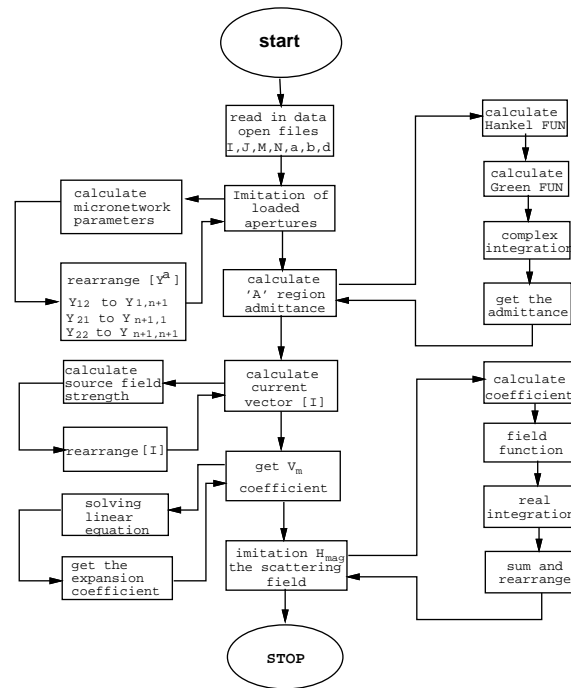 start
read in data
open files
I,J,M,N,a,b,d
calculate
Hankel FUN
calculate
micronetwork
parameters
Imitation of
loaded
apertures
calculate
Green FUN
complex
integration
rearrange [Yª]
Y12 to Y1,n+1
Y21 to Yn+1,1
Y22 to Yn+1,n+1
calculate
'A' region
admittance
get the
admittance
calculate
source field
strength
calculate
current
vector [I]
calculate
coefficient
rearrange[I]
field
function
get Vm
coefficient
solving
linear
equation
real
integration
get the
expansion
coefficient
imitation Hmag
the scattering
field
sum and
rearrange
STOP